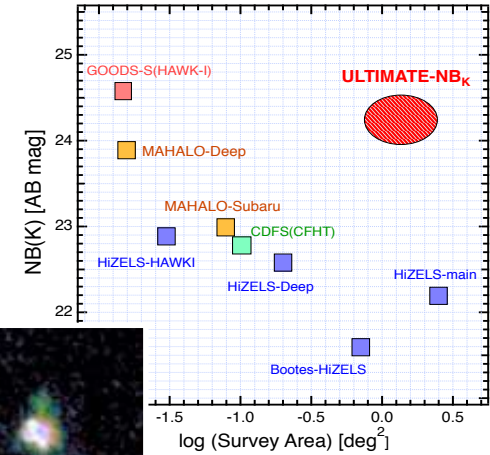 25
GOODS-S(HAWK-I)
ULTIMATE-NBK
24
MAHALO-Deep
NB(K) [AB mag]
MAHALO-Subaru
23
CDFS(CFHT)
HiZELS-HAWKI
HiZELS-Deep
HiZELS-main
22
Bootes-HiZELS
-1.5 -1.0 -0.5 0.0 0.5
log (Survey Area) [deg2]